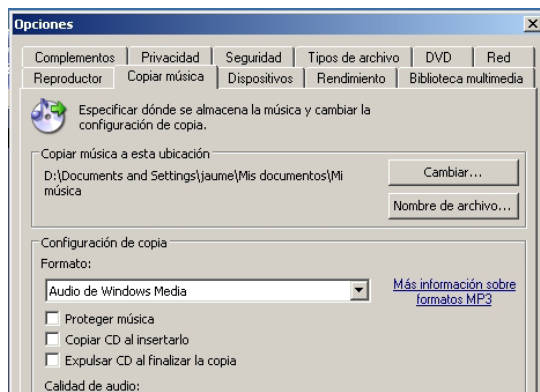 Opciones
Complementos Privacidad Seguridad Tipos de archivo DVD Red
Reproductor Copiar música Dispositivos Rendimiento Biblioteca multimedia
Especificar dónde se almacena la música y cambiar la
configuración de copia.
Copiar música a esta ubicación
D:\Documents and Settings\jaume\Mis documentos\Mi
música
Cambiar...
Nombre de archivo...
Configuración de copia
Formato:
Audio de Windows Media
Más información sobre
formatos MP3
Proteger música
Copiar CD al insertarlo
Expulsar CD al finalizar la copia
Calidad de audio: